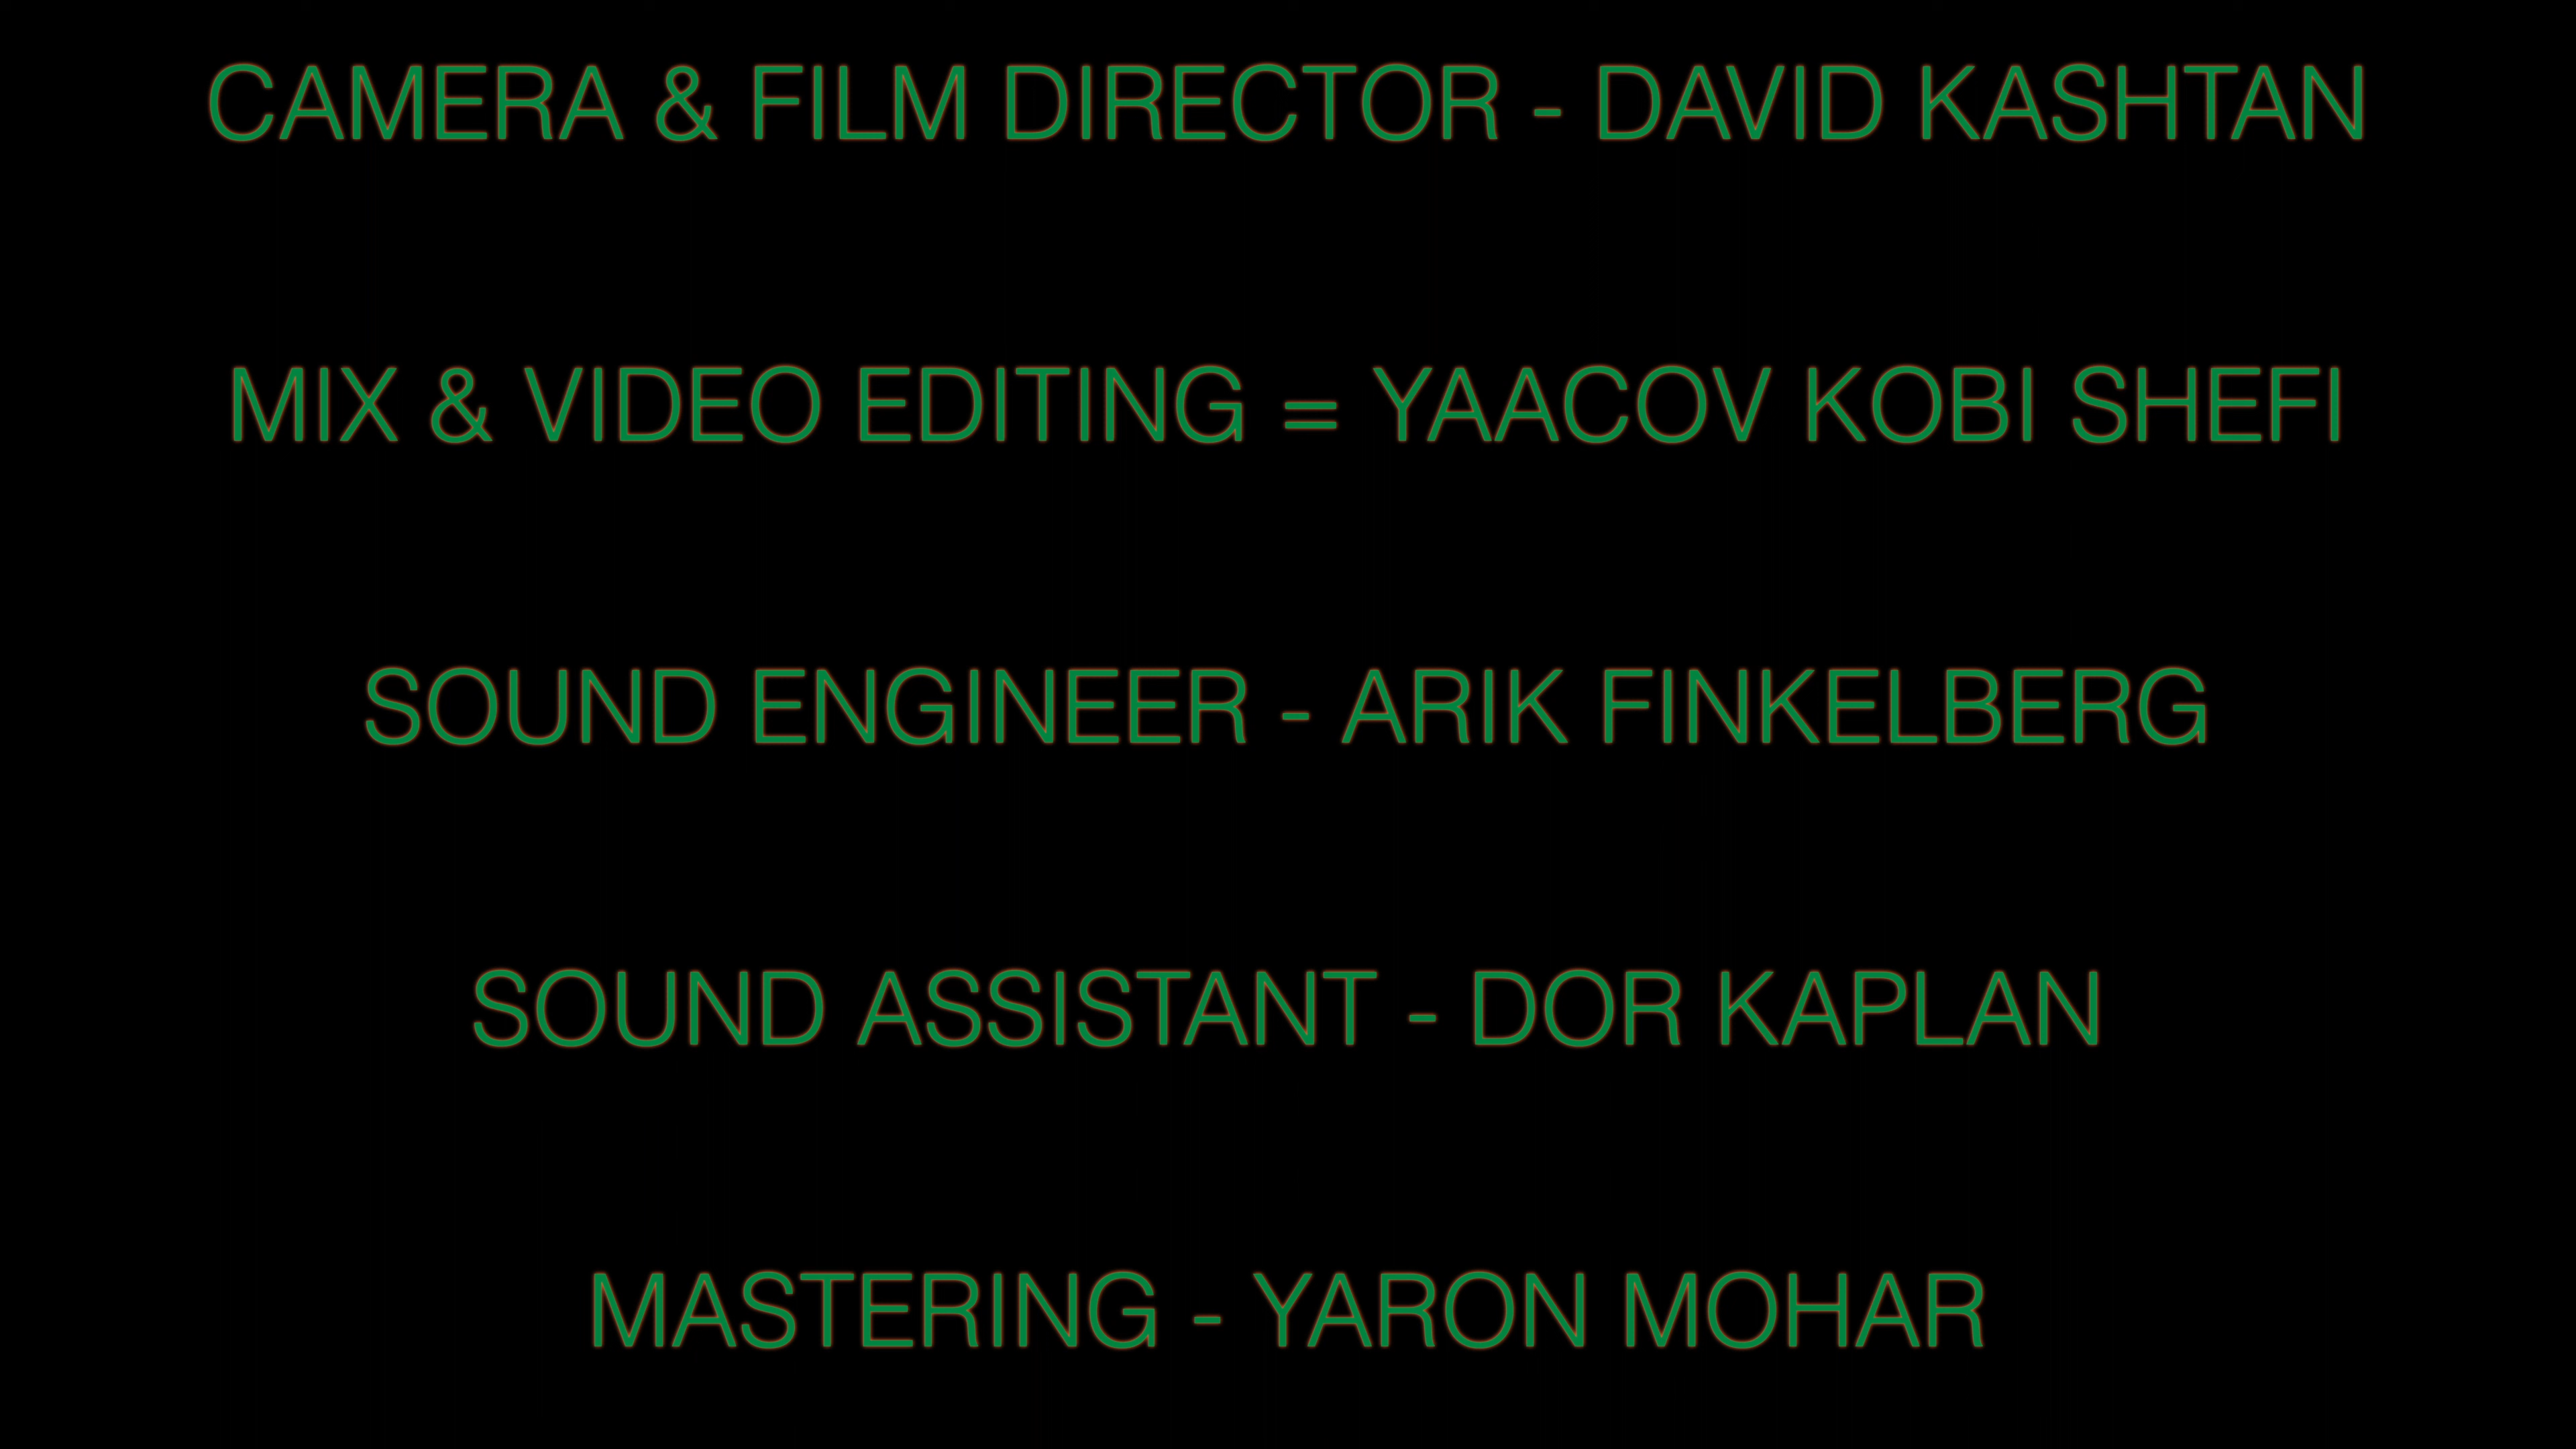 CAMERA & FILM DIRECTOR - DAVID KASHTAN
MIX & VIDEO EDITING = YAACOV KOBI SHEFI
SOUND ENGINEER - ARIK FINKELBERG
SOUND ASSISTANT - DOR KAPLAN
MASTERING - YARON MOHAR